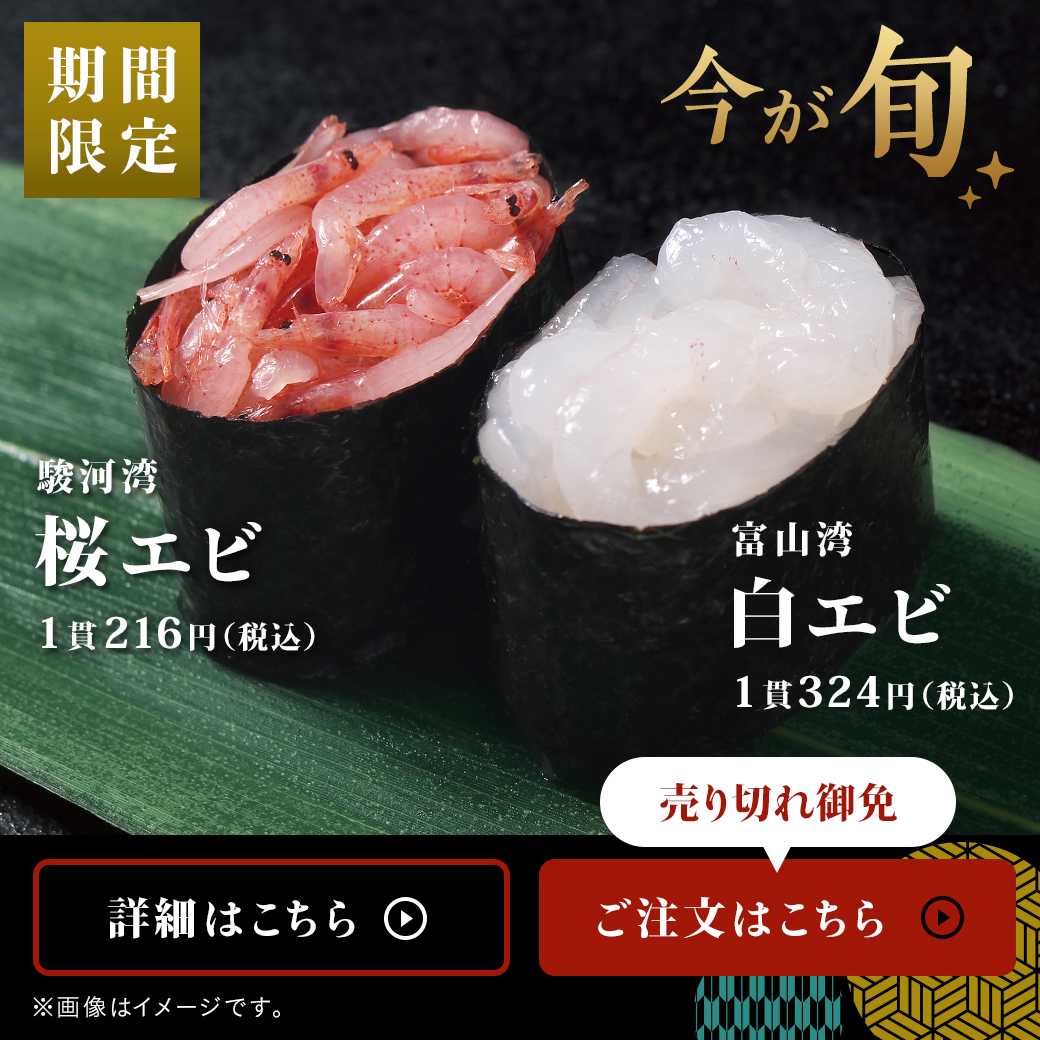 期間
限定
今が旬
駿河湾
桜エビ
1貫216円(税込)
富山湾
白エビ
1貫324円(税込)
売り切れ御免
詳細はこちら
ご注文はこちら
※画像はイメージです。